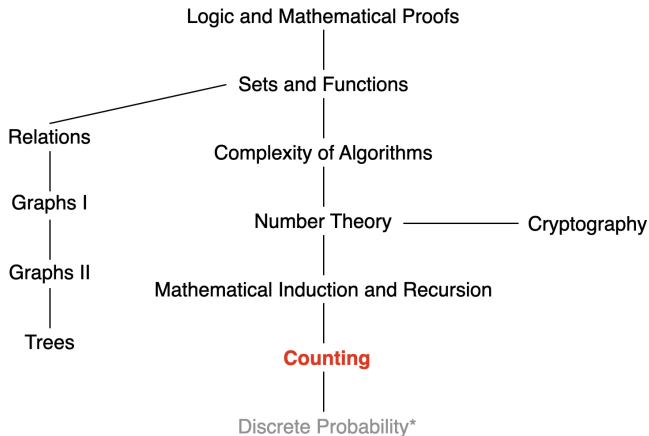 Logic and Mathematical Proofs
Sets and Functions
Relations
Complexity of Algorithms
Graphs I
Number Theory
Cryptography
Graphs II
Mathematical Induction and Recursion
Trees
Counting
Discrete Probability*